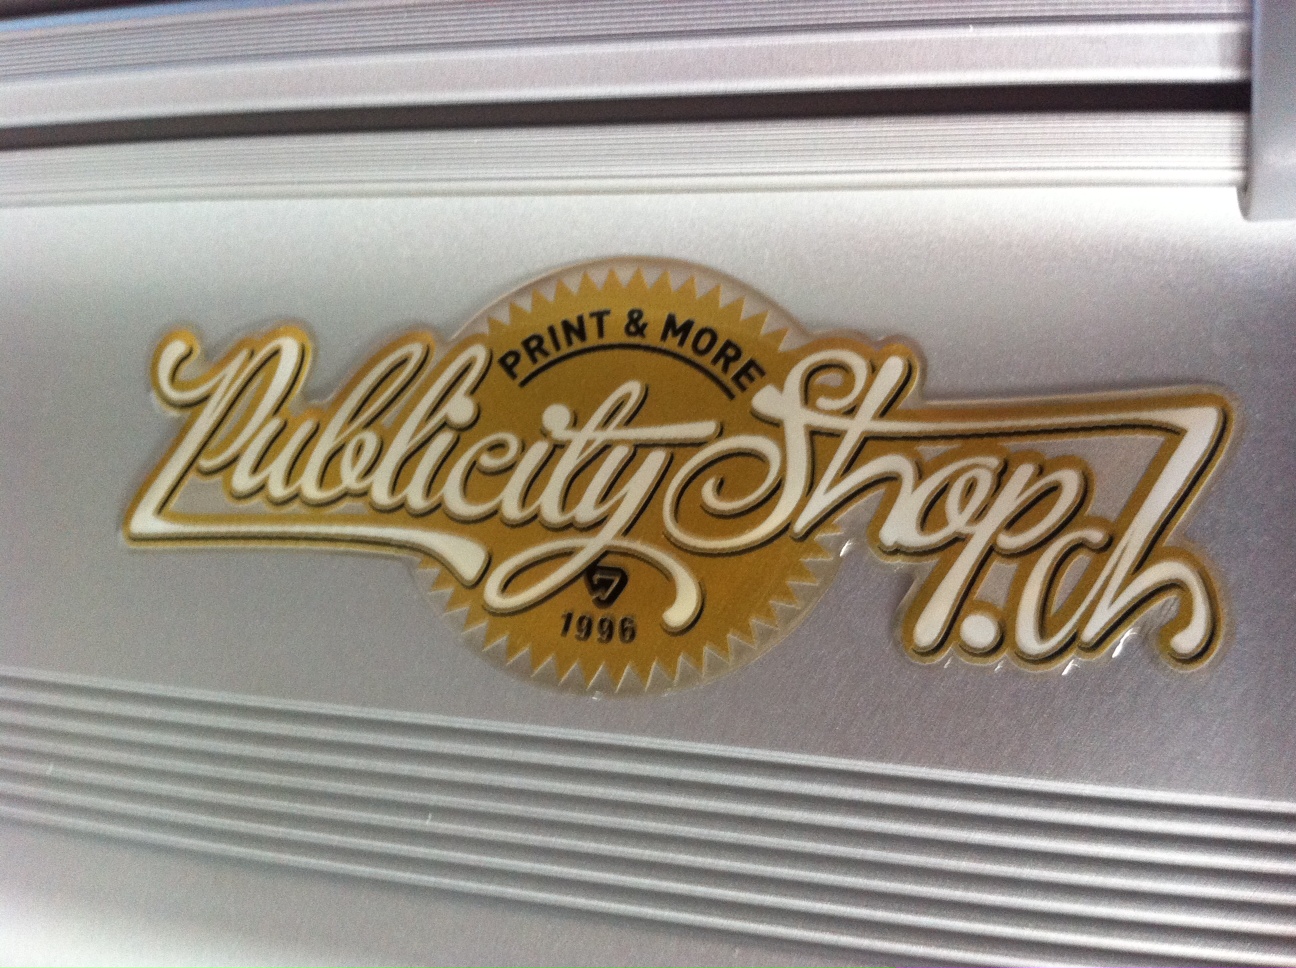 PRINT & MORE
PublicityShop.ch
1996